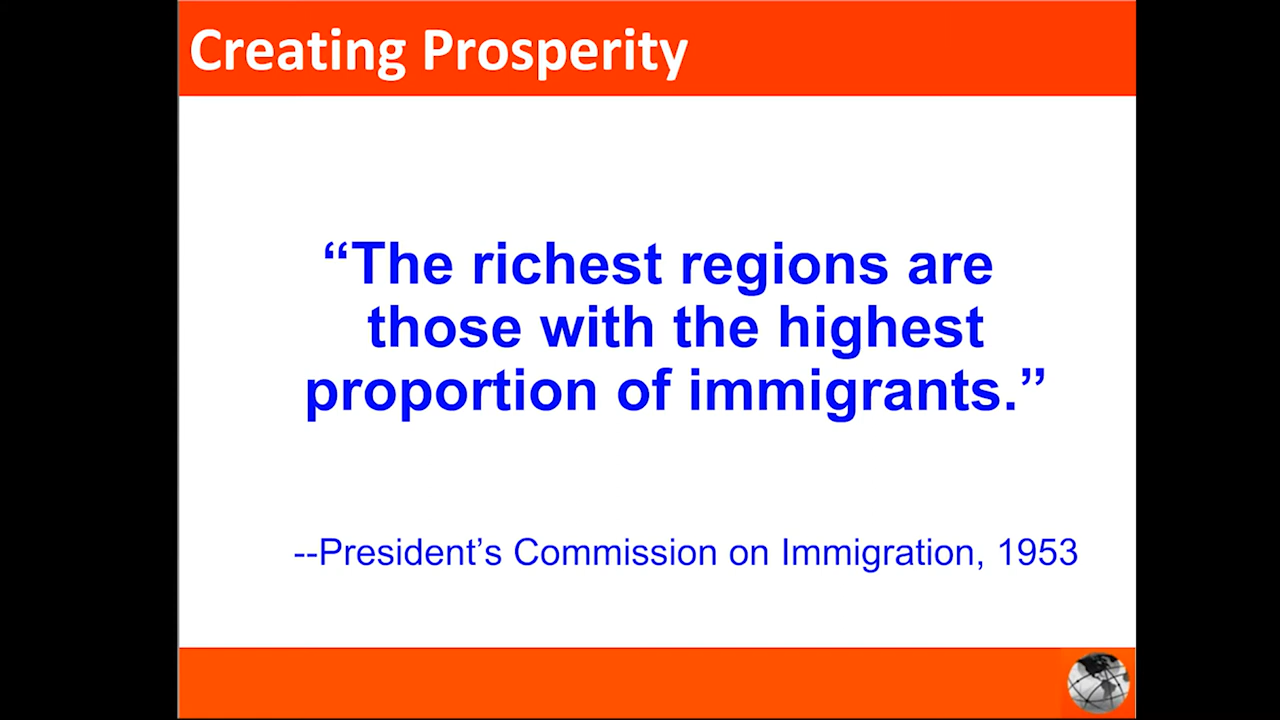 Creating Prosperity
“The richest regions are
those with the highest
proportion of immigrants.”
--President’s Commission on Immigration, 1953